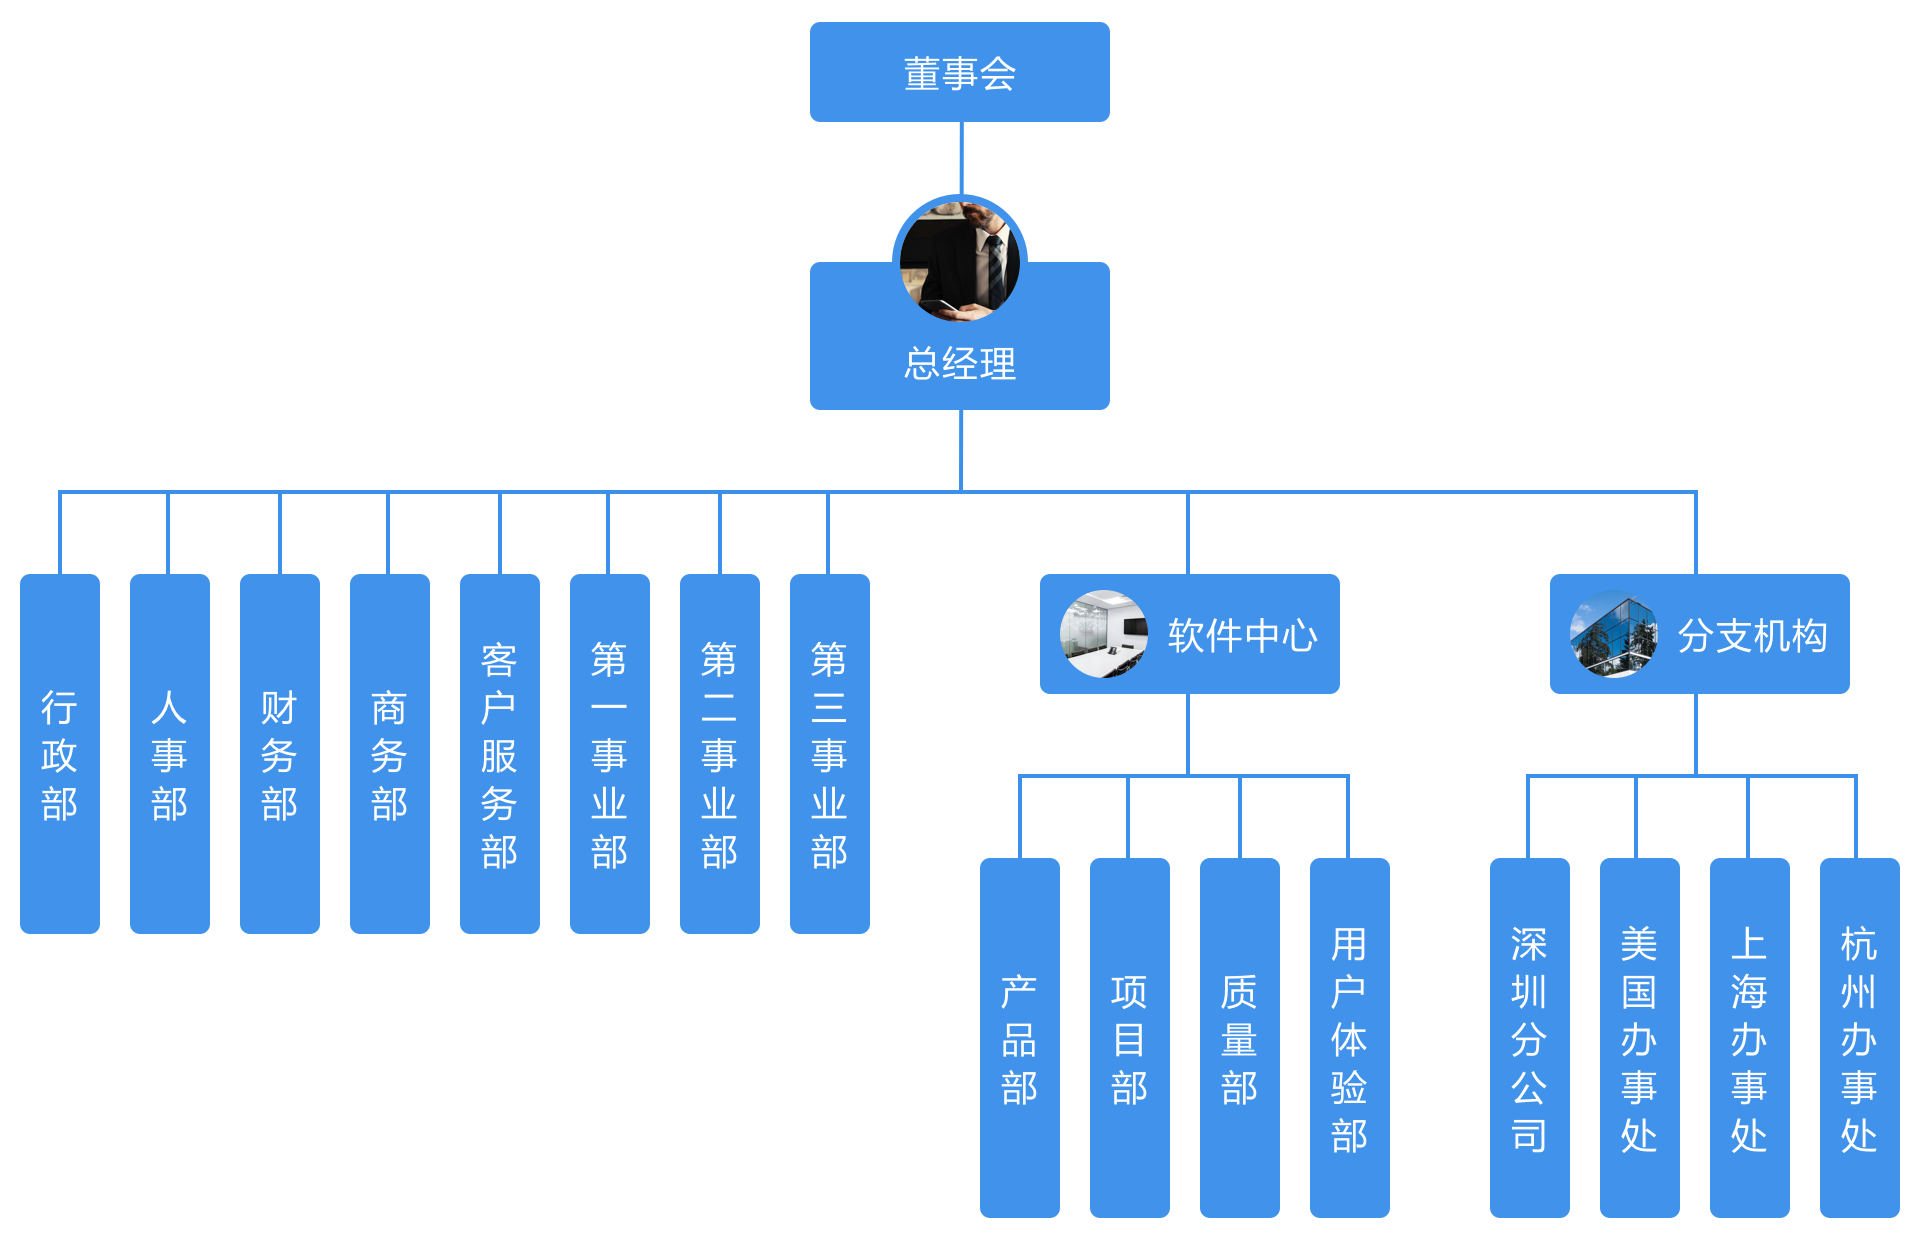 董事会
总经理
行政部
人事部
财务部
商务部
客户服务部
第一事业部
第二事业部
第三事业部
软件中心
分支机构
产品部
项目部
质量部
用户体验部
深圳分公司
美国办事处
上海办事处
杭州办事处